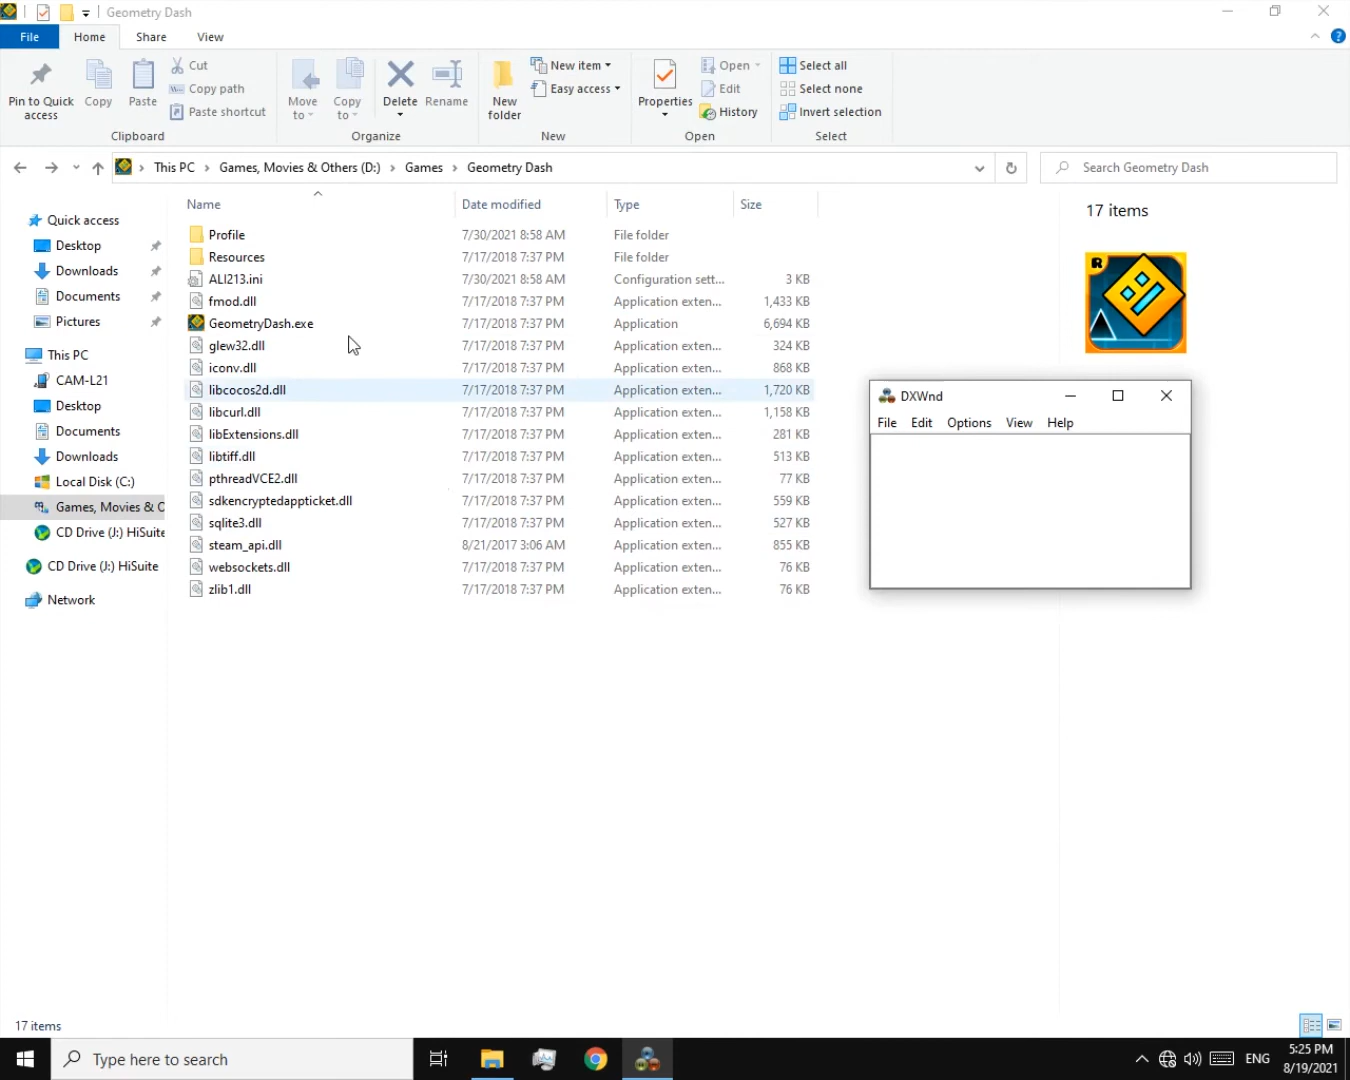 Geometry Dash
File Home Share View
Pin to Quick access
Copy
Paste
Cut
Copy path
Paste shortcut
Clipboard
Move to
Copy to
Delete
Rename
Organize
New folder
New item
Easy access
New
Properties
Open
Edit
History
Open
Select all
Select none
Invert selection
Select
This PC Games, Movies & Others (D:) Games Geometry Dash
Search Geometry Dash
Quick access
Desktop
Downloads
Documents
Pictures
This PC
CAM-L21
Desktop
Documents
Downloads
Local Disk (C:)
Games, Movies & O
CD Drive (J:) HiSuite
CD Drive (J:) HiSuite
Network
Name Date modified Type Size
Profile 7/30/2021 8:58 AM File folder
Resources 7/17/2018 7:37 PM File folder
ALI213.ini 7/30/2021 8:58 AM Configuration sett... 3 KB
fmod.dll 7/17/2018 7:37 PM Application exten... 1,433 KB
GeometryDash.exe 7/17/2018 7:37 PM Application 6,694 KB
glew32.dll 7/17/2018 7:37 PM Application exten... 324 KB
iconv.dll 7/17/2018 7:37 PM Application exten... 868 KB
libcocos2d.dll 7/17/2018 7:37 PM Application exten... 1,720 KB
libcurl.dll 7/17/2018 7:37 PM Application exten... 1,158 KB
libExtensions.dll 7/17/2018 7:37 PM Application exten... 281 KB
libtiff.dll 7/17/2018 7:37 PM Application exten... 513 KB
pthreadVCE2.dll 7/17/2018 7:37 PM Application exten... 77 KB
sdkencryptedappticket.dll 7/17/2018 7:37 PM Application exten... 559 KB
sqlite3.dll 7/17/2018 7:37 PM Application exten... 527 KB
steam_api.dll 8/21/2017 3:06 AM Application exten... 855 KB
websockets.dll 7/17/2018 7:37 PM Application exten... 76 KB
zlib1.dll 7/17/2018 7:37 PM Application exten... 76 KB
17 items
R
DXWnd
File Edit Options View Help
17 items
Type here to search
ENG
5:25 PM
8/19/2021